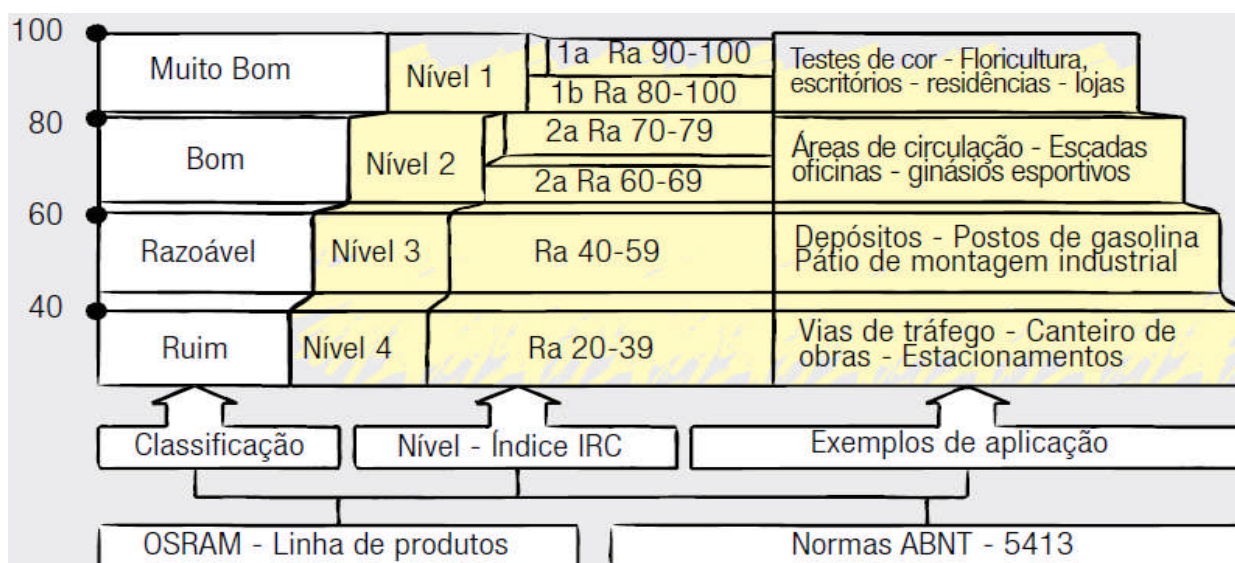 100
Muito Bom
Nível 1
1a Ra 90-100
1b Ra 80-100
Testes de cor - Floricultura,
escritórios - residências - lojas
80
Bom
Nível 2
2a Ra 70-79
2a Ra 60-69
Áreas de circulação - Escadas
oficinas - ginásios esportivos
60
Razoável
Nível 3
Ra 40-59
Depósitos - Postos de gasolina
Pátio de montagem industrial
40
Ruim
Nível 4
Ra 20-39
Vias de tráfego - Canteiro de
obras - Estacionamentos
Classificação
Nível - Índice IRC
Exemplos de aplicação
OSRAM - Linha de produtos
Normas ABNT - 5413